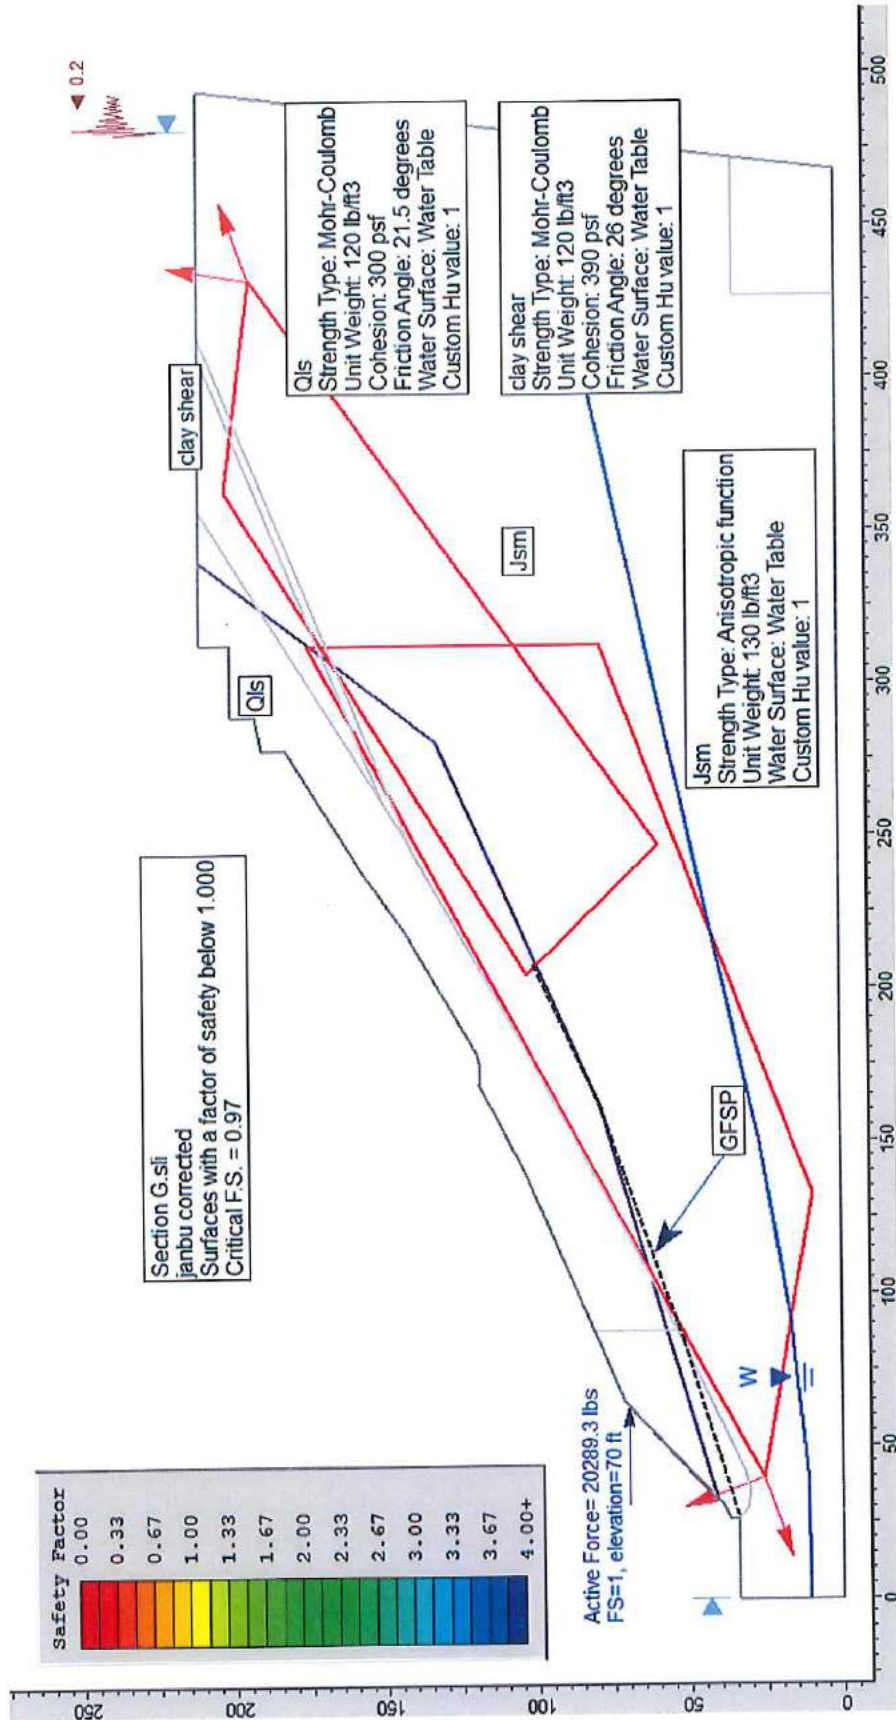 Safety Factor
0.00
0.33
0.67
1.00
1.33
1.67
2.00
2.33
2.67
3.00
3.33
3.67
4.00+
Section G.sli
janbu corrected
Surfaces with a factor of safety below 1.000
Critical F.S. = 0.97
0.2
clay shear
Qls
Qls
Strength Type: Mohr-Coulomb
Unit Weight: 120 lb/ft3
Cohesion: 300 psf
Friction Angle: 21.5 degrees
Water Surface: Water Table
Custom Hu value: 1
Jsm
clay shear
Strength Type: Mohr-Coulomb
Unit Weight: 120 lb/ft3
Cohesion: 390 psf
Friction Angle: 26 degrees
Water Surface: Water Table
Custom Hu value: 1
Active Force= 20289.3 lbs
FS=1, elevation=70 ft
GFSP
Jsm
Strength Type: Anisotropic function
Unit Weight: 130 lb/ft3
Water Surface: Water Table
Custom Hu value: 1
W
250
200
150
100
50
0
0
50
100
150
200
250
300
350
400
450
500